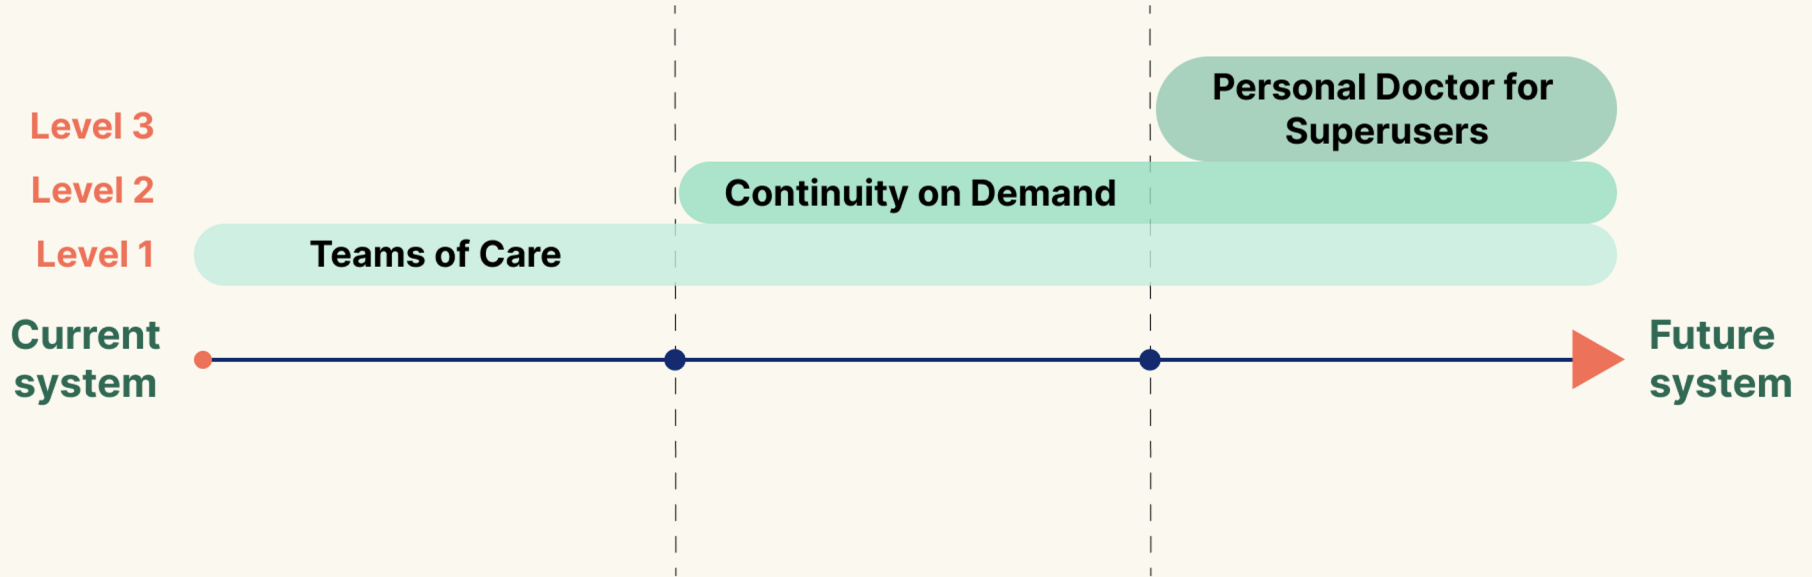 Personal Doctor for
Superusers
Level 3
Level 2
Continuity on Demand
Level 1
Teams of Care
Current
system
Future
system